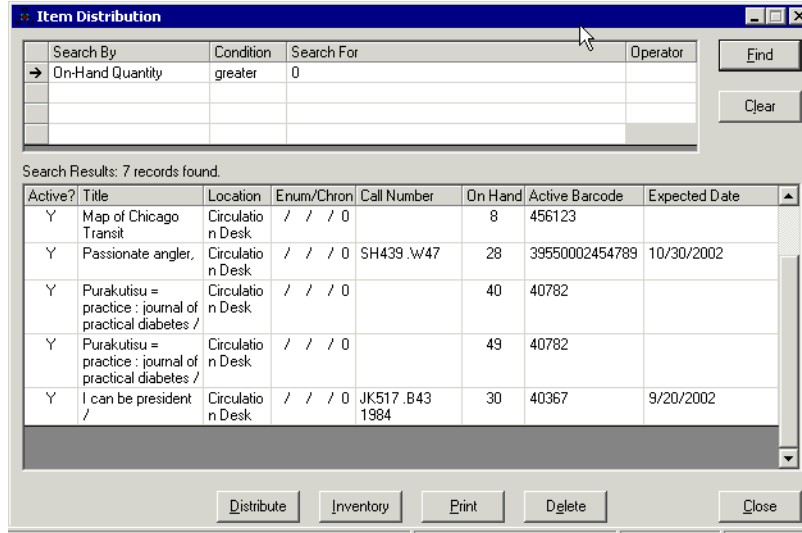 Item Distribution
Search By Condition Search For Operator
→ On-Hand Quantity greater 0
Find
Clear
Search Results: 7 records found.
Active? Title Location Enum/Chron Call Number On Hand Active Barcode Expected Date
Y Map of Chicago Circulatio / / / 0 8 456123
Transit n Desk
Y Passionate angler, Circulatio / / / 0 SH439 .W47 28 39550002454789 10/30/2002
n Desk
Y Purakutisu = Circulatio / / / 0 40 40782
practice : journal of n Desk
practical diabetes /
Y Purakutisu = Circulatio / / / 0 49 40782
practice : journal of n Desk
practical diabetes /
Y I can be president Circulatio / / / 0 JK517 .B43 30 40367 9/20/2002
/ n Desk 1984
Distribute Inventory Print Delete Close